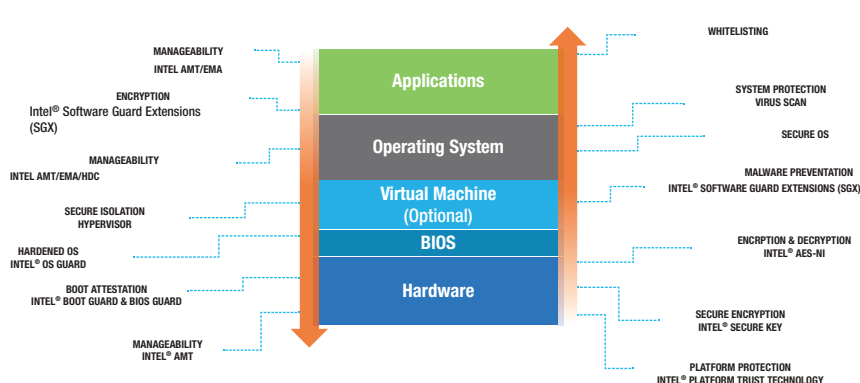 MANAGEABILITY
INTEL AMT/EMA
ENCRYPTION
Intel® Software Guard Extensions
(SGX)
MANAGEABILITY
INTEL AMT/EMA/HDC
SECURE ISOLATION
HYPERVISOR
HARDENED OS
INTEL® OS GUARD
BOOT ATTESTATION
INTEL® BOOT GUARD & BIOS GUARD
MANAGEABILITY
INTEL® AMT
Applications
Operating System
Virtual Machine
(Optional)
BIOS
Hardware
WHITELISTING
SYSTEM PROTECTION
VIRUS SCAN
SECURE OS
MALWARE PREVENTATION
INTEL® SOFTWARE GUARD EXTENSIONS (SGX)
ENCRPTION & DECRYPTION
INTEL® AES-NI
SECURE ENCRYPTION
INTEL® SECURE KEY
PLATFORM PROTECTION
INTEL® PLATFORM TRUST TECHNOLOGY